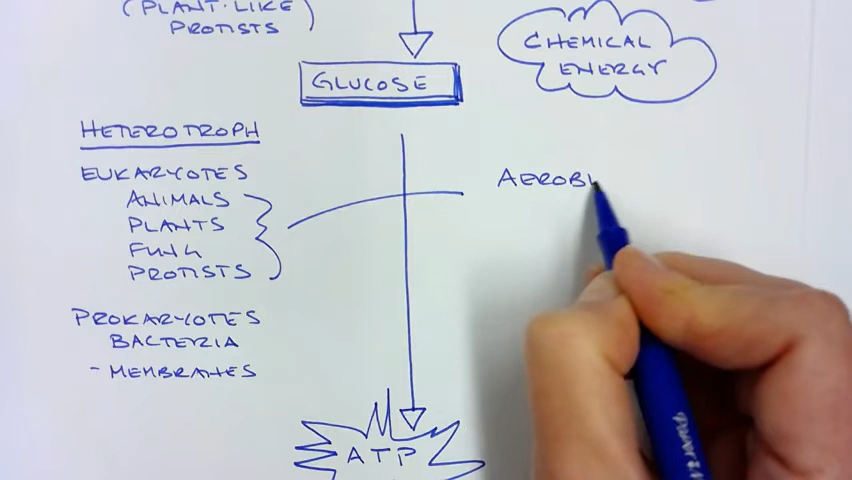 (PLANT-LIKE
PROTISTS)
CHEMICAL
ENERGY
GLUCOSE
HETEROTROPH
EUKARYOTES
ANIMALS
PLANTS
FUNGI
PROTISTS
AEROBI
PROKARYOTES
BACTERIA
- MEMBRANES
ATP